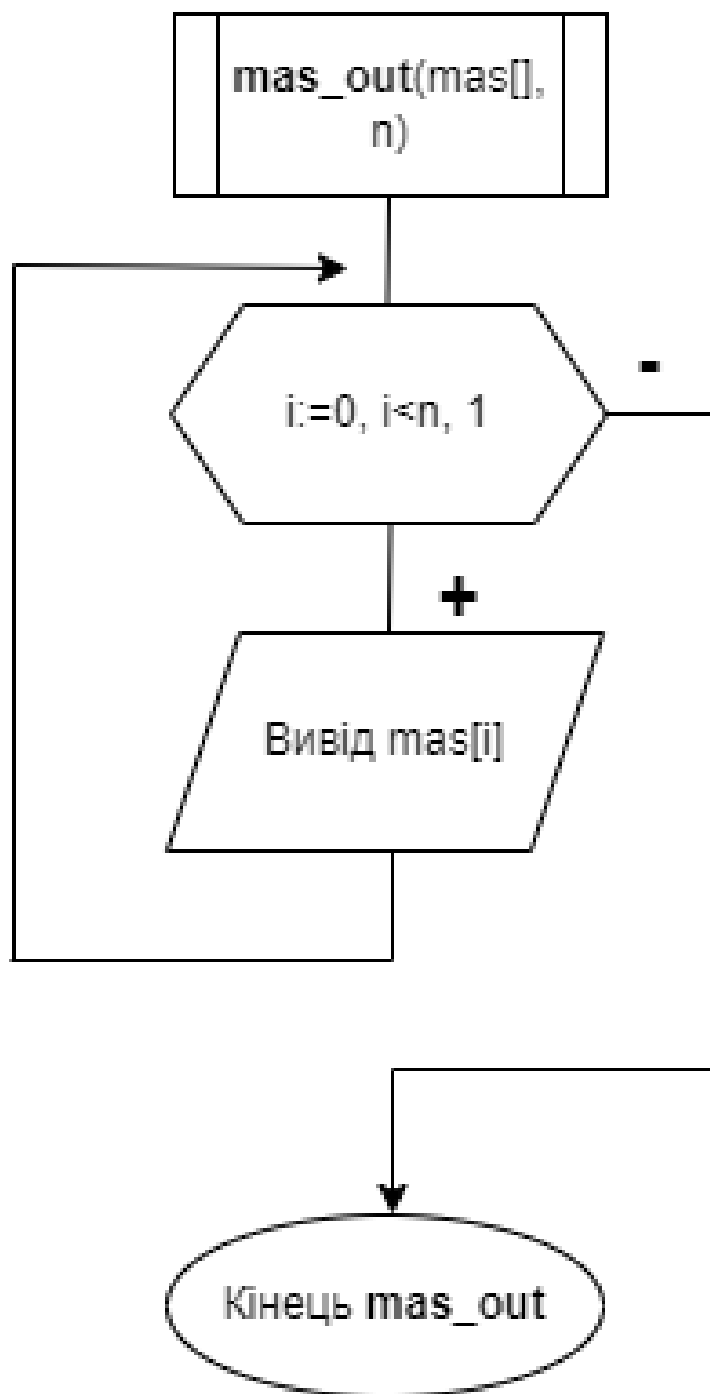 mas_out(mas[],
n)
i:=0, i<n, 1
-
+
Вивід mas[i]
Кінець mas_out